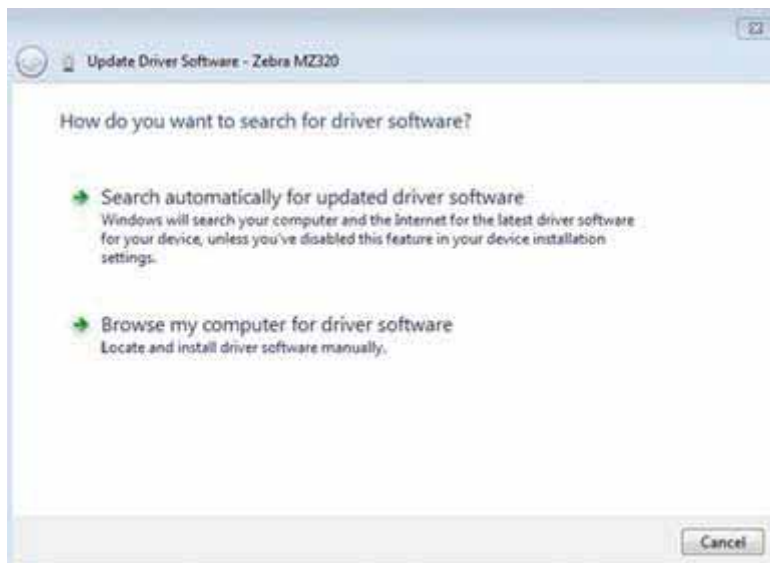 Update Driver Software - Zebra MZ320
How do you want to search for driver software?
Search automatically for updated driver software
Windows will search your computer and the Internet for the latest driver software
for your device, unless you've disabled this feature in your device installation
settings.
Browse my computer for driver software
Locate and install driver software manually.
Cancel